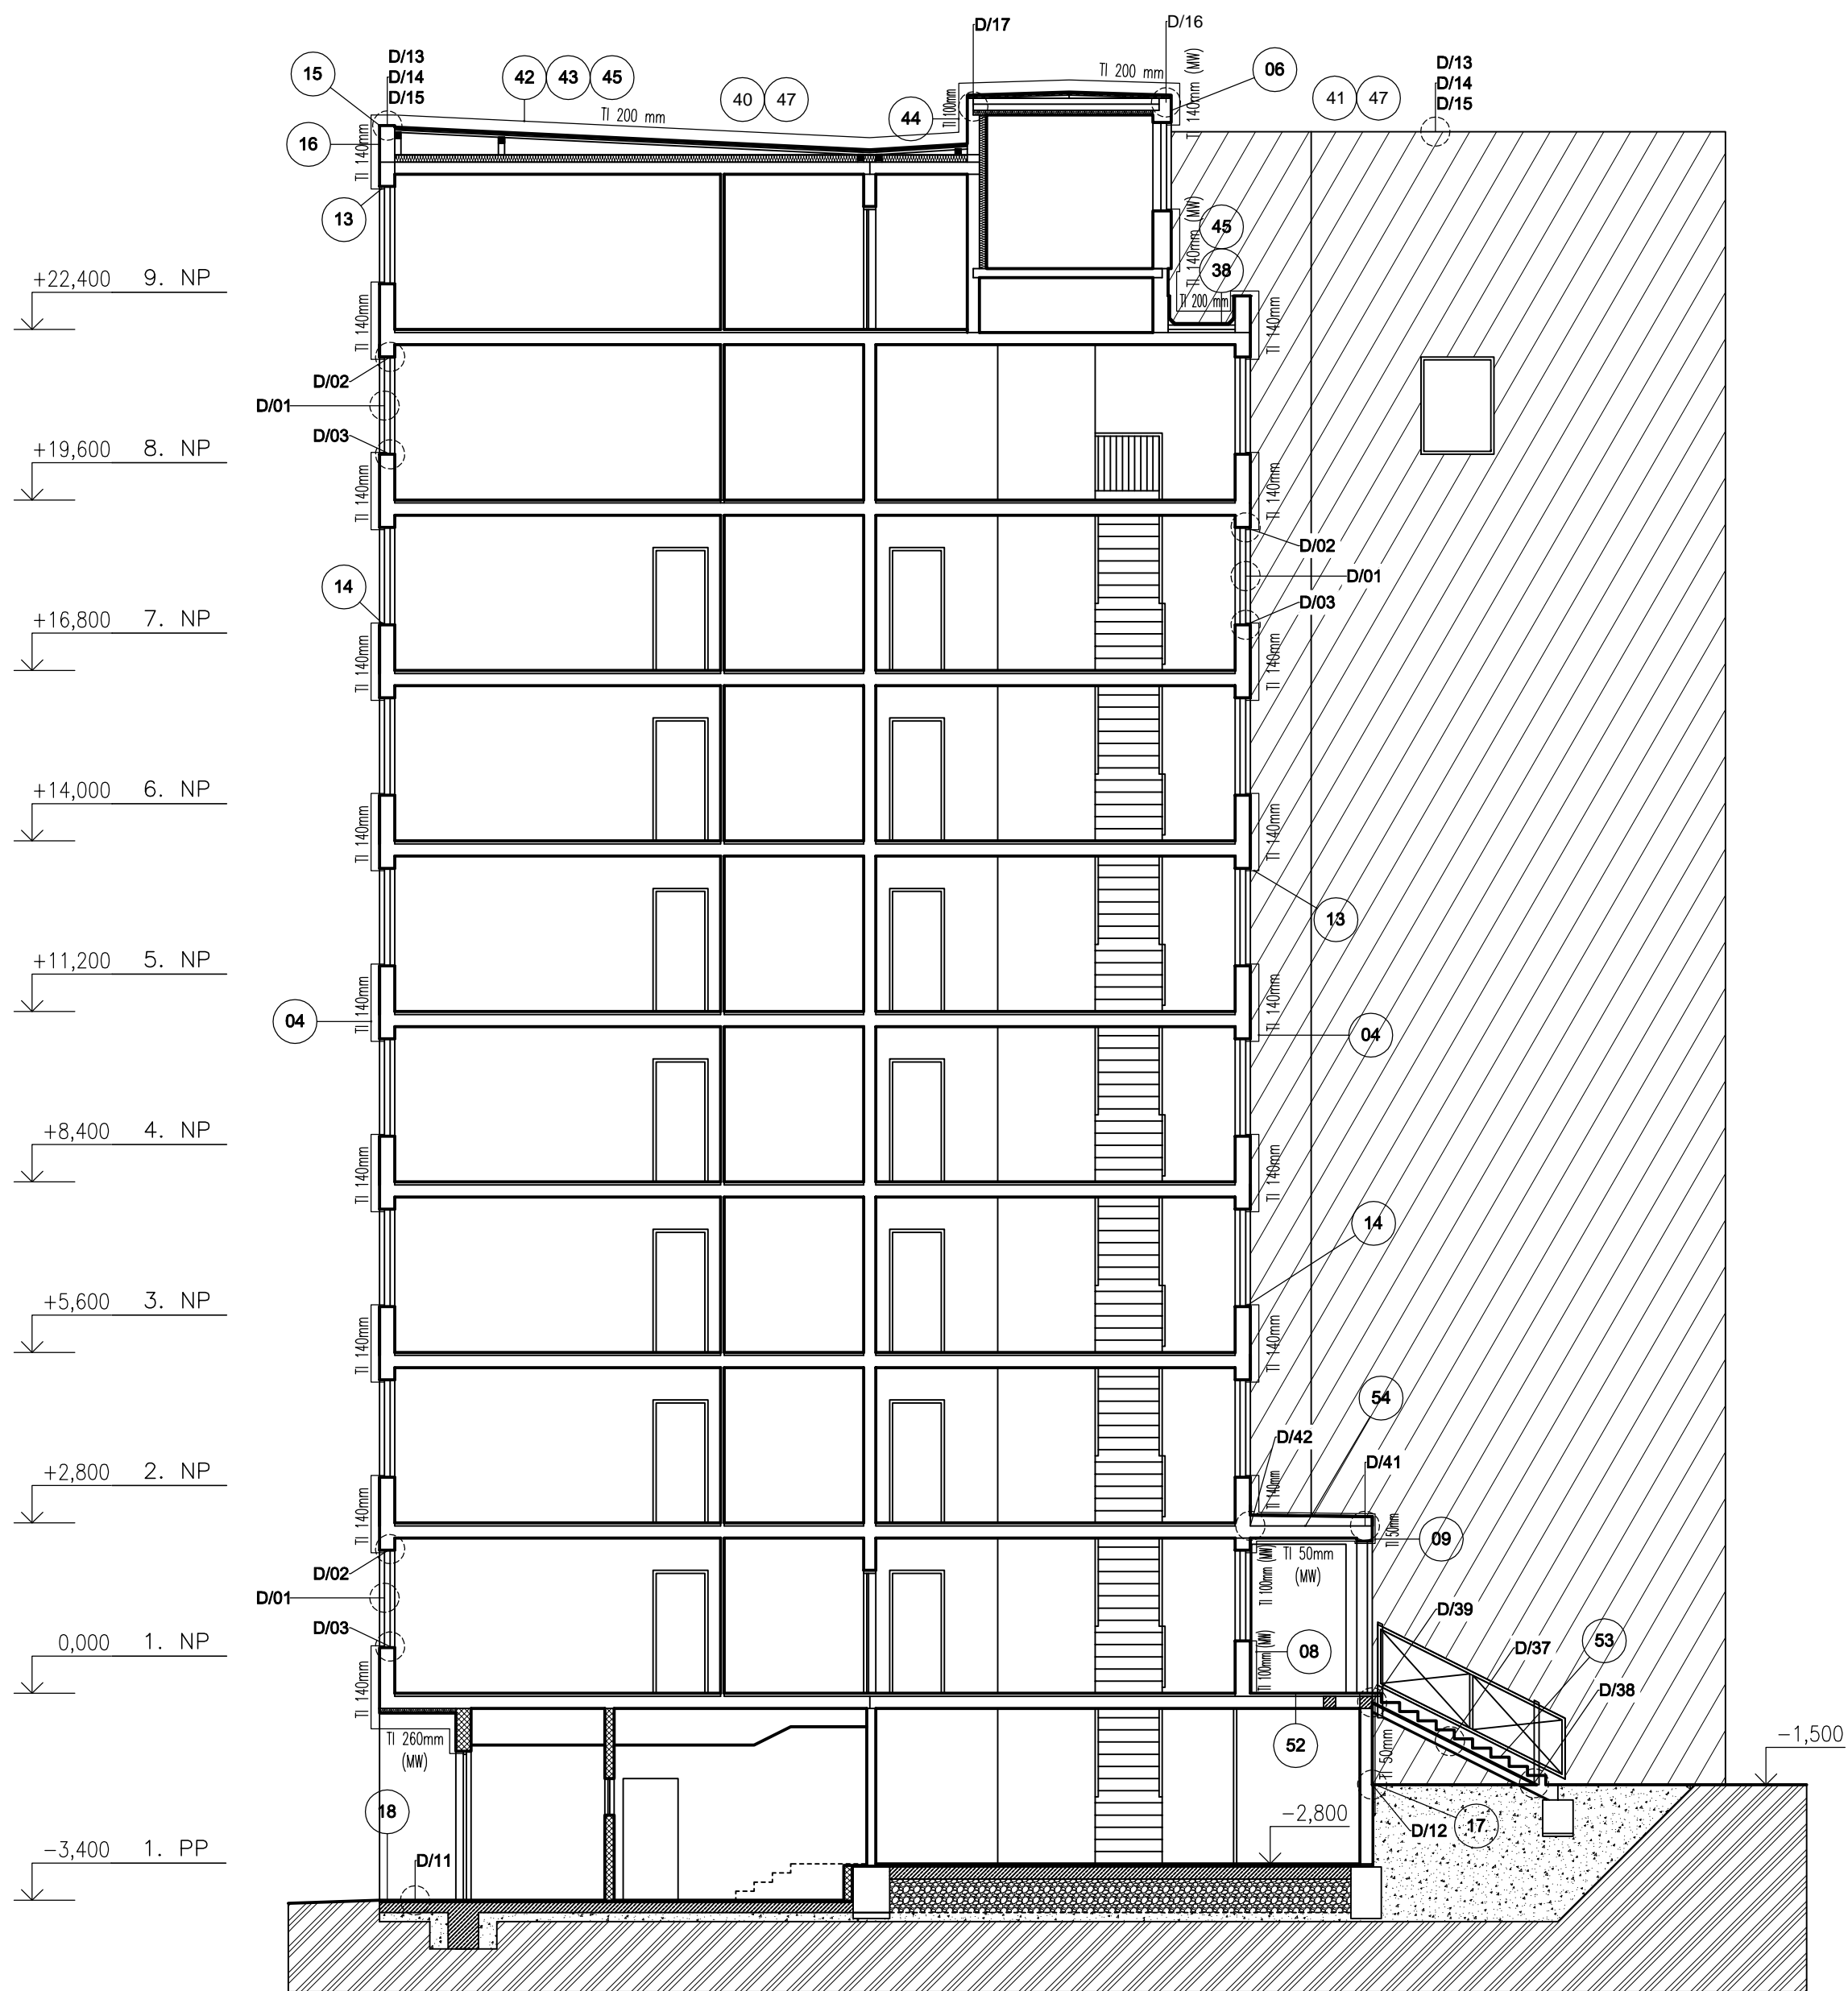 D/17
D/16
D/13
D/14
D/15
15
42
43
45
40
47
TI 200 mm
TI 200 mm
44
TI 100mm
TI 140mm (MW)
06
41
47
D/13
D/14
D/15
16
TI 140mm
13
TI 140mm (MW)
45
38
TI 200 mm
+22,400 9. NP
TI 140mm
TI 140mm
D/02
D/01
D/03
+19,600 8. NP
TI 140mm
TI 140mm
D/02
D/01
D/03
14
+16,800 7. NP
TI 140mm
TI 140mm
+14,000 6. NP
TI 140mm
TI 140mm
13
+11,200 5. NP
TI 140mm
TI 140mm
04
04
+8,400 4. NP
TI 140mm
TI 140mm
14
+5,600 3. NP
TI 140mm
TI 140mm
54
D/42
D/41
+2,800 2. NP
TI 140mm
TI 140mm
TI 50mm
09
D/02
D/01
D/03
TI 100mm (MW)
TI 50mm
(MW)
D/39
0,000 1. NP
TI 140mm
TI 100mm (MW)
08
D/37
53
D/38
TI 260mm
(MW)
52
TI 50mm
-1,500
18
-2,800
D/12
17
-3,400 1. PP
D/11